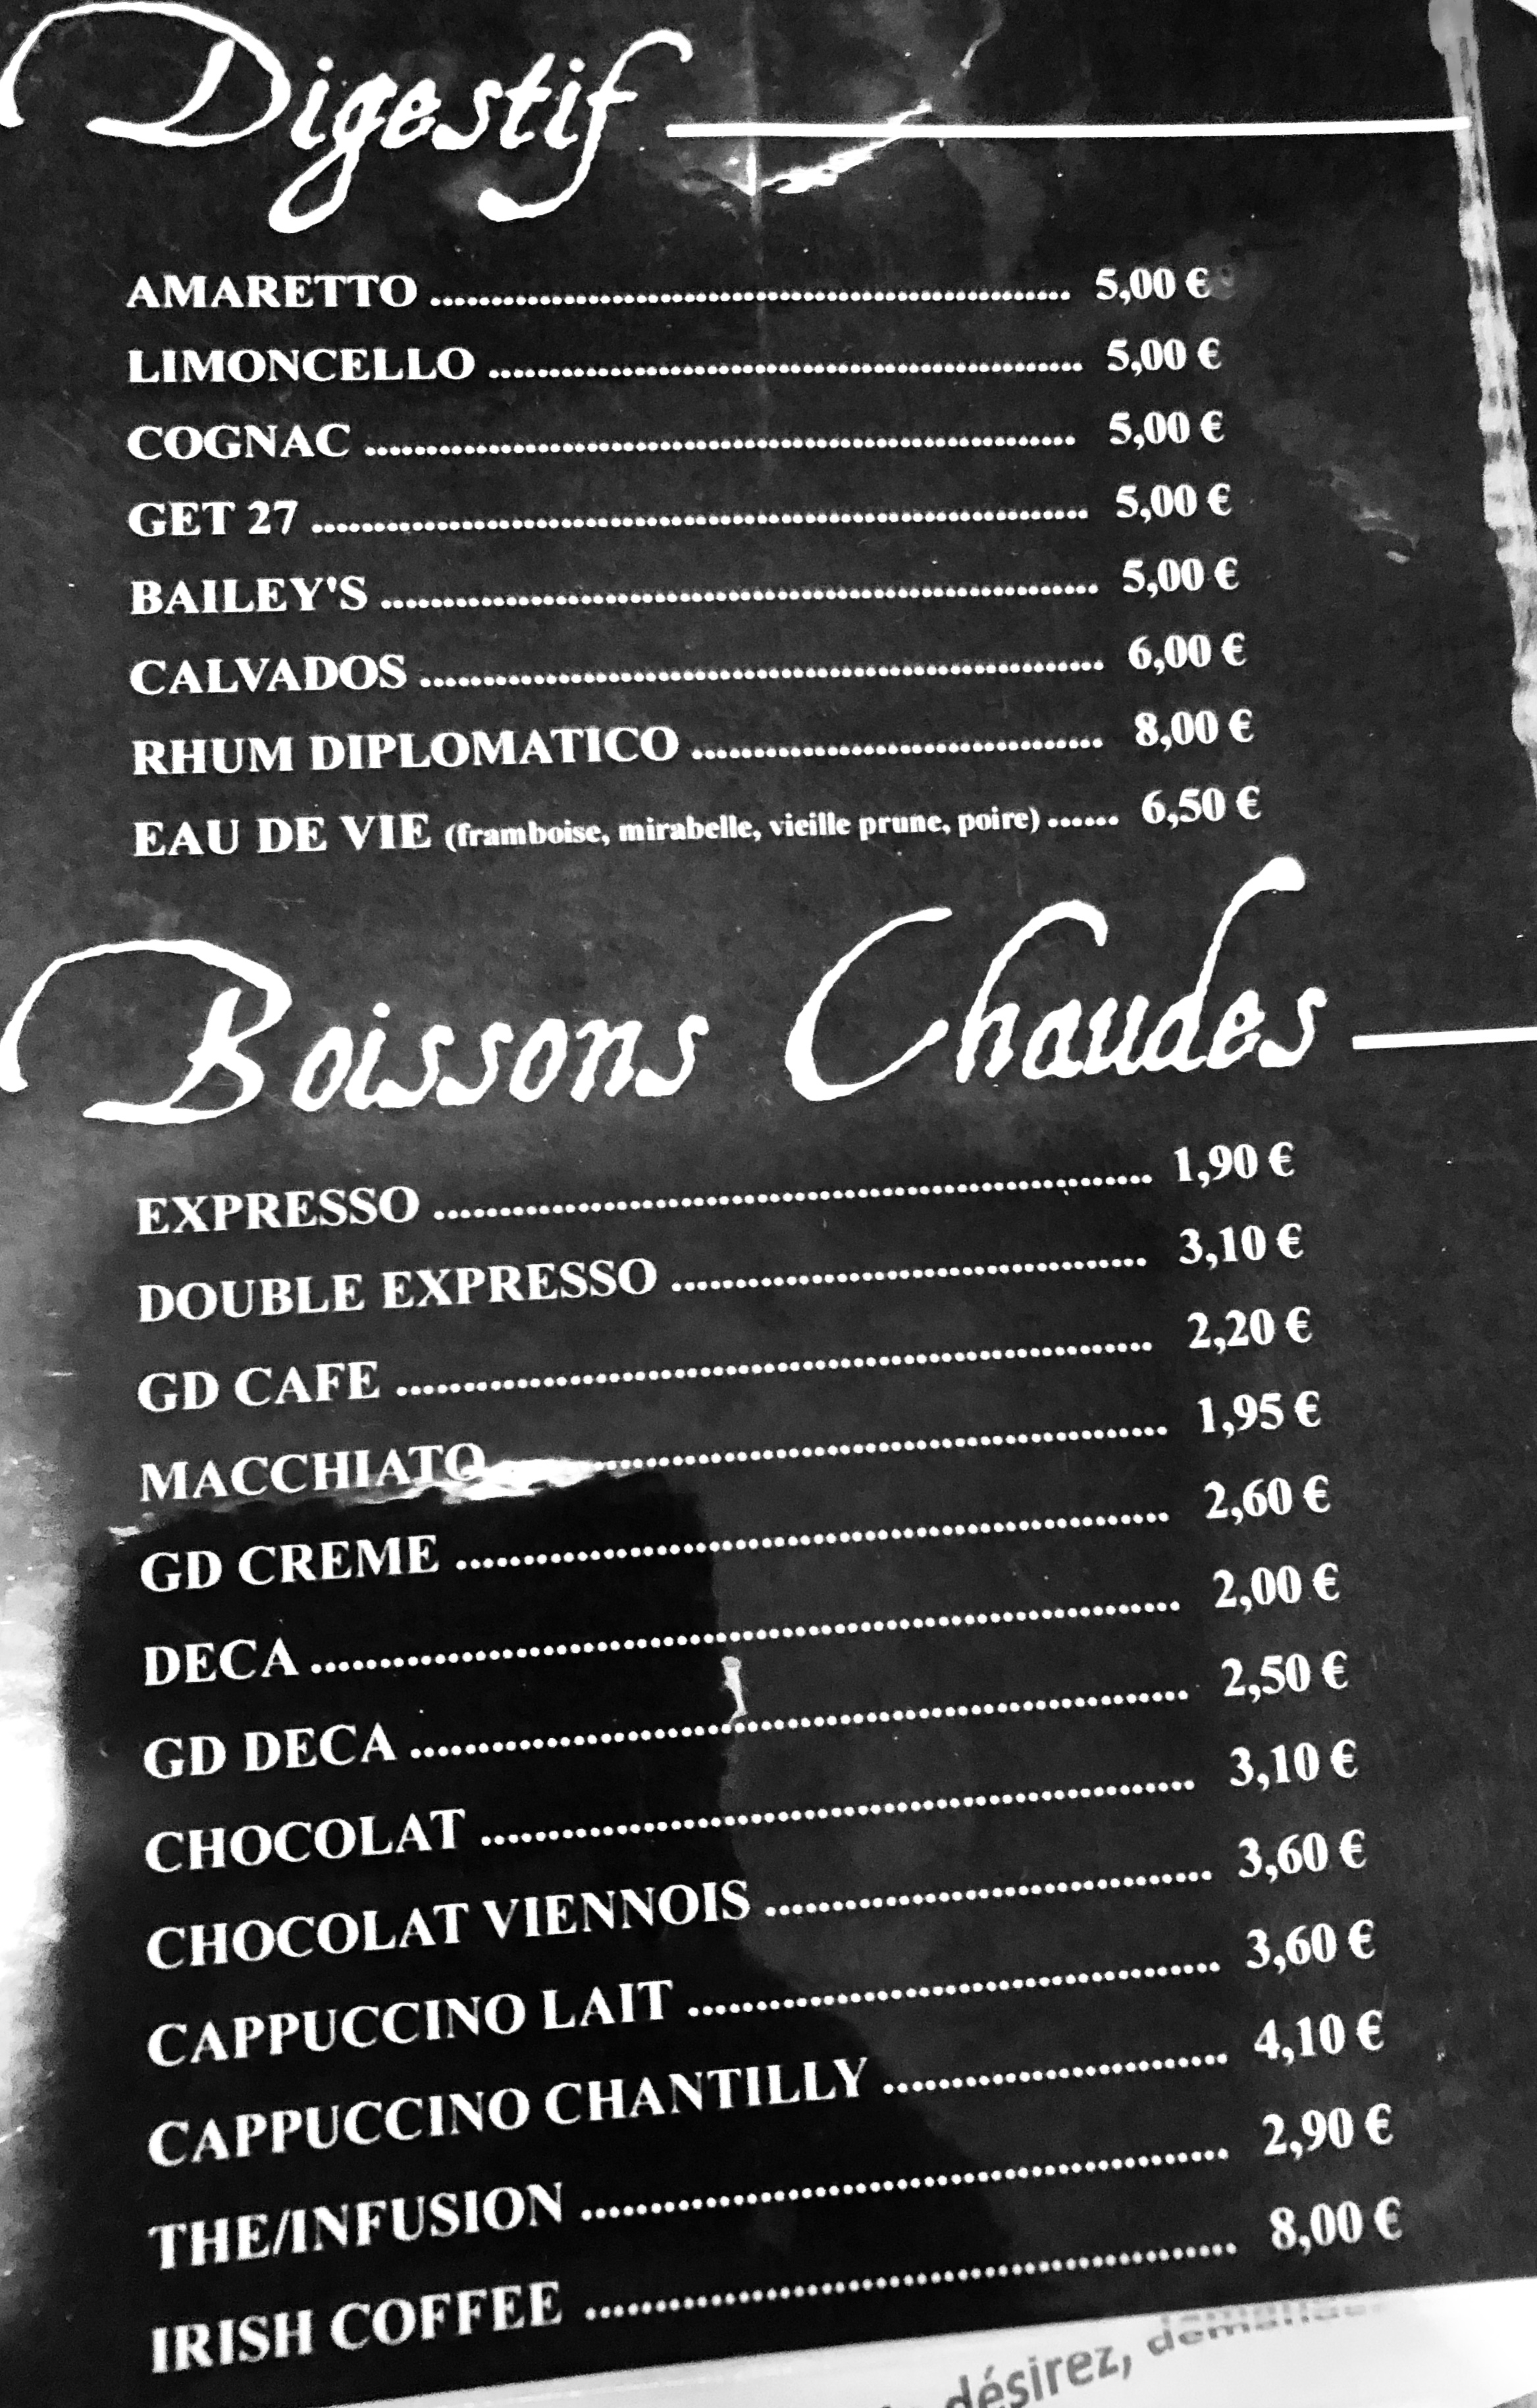 Digestif
AMARETTO ........ 5,00 €
LIMONCELLO ........ 5,00 €
COGNAC ........ 5,00 €
GET 27 ........ 5,00 €
BAILEY'S ........ 5,00 €
CALVADOS ........ 6,00 €
RHUM DIPLOMATICO ........ 8,00 €
EAU DE VIE (framboise, mirabelle, vieille prune, poire) ...... 6,50 €
Boissons Chaudes
EXPRESSO ........ 1,90 €
DOUBLE EXPRESSO ........ 3,10 €
GD CAFE ........ 2,20 €
MACCHIATO ........ 1,95 €
GD CREME ........ 2,60 €
DECA ........ 2,00 €
GD DECA ........ 2,50 €
CHOCOLAT ........ 3,10 €
CHOCOLAT VIENNOIS ........ 3,60 €
CAPPUCCINO LAIT ........ 3,60 €
CAPPUCCINO CHANTILLY ........ 4,10 €
THE/INFUSION ........ 2,90 €
IRISH COFFEE ........ 8,00 €
désirez,